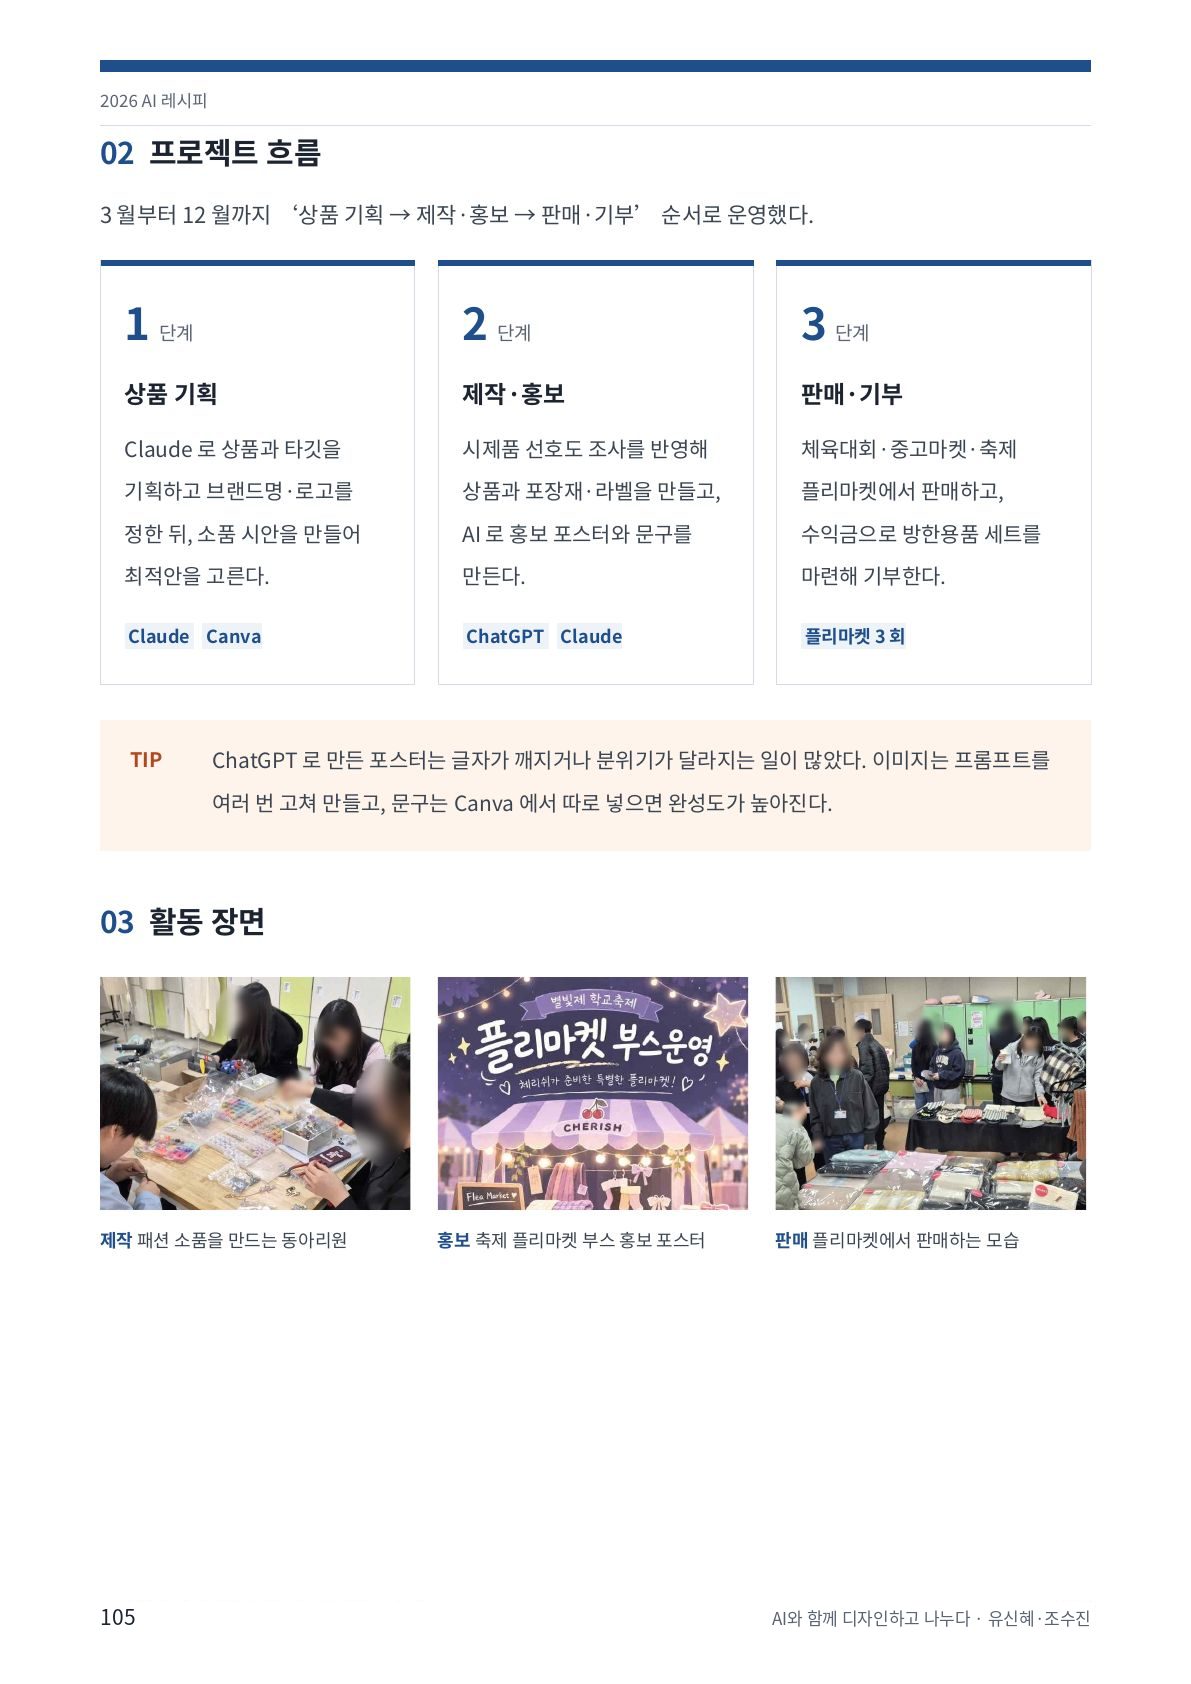 2026 AI 레시피
02 프로젝트 흐름
3 월부터 12 월까지 ‘상품 기획 → 제작·홍보 → 판매·기부’ 순서로 운영했다.
1 단계
상품 기획
Claude 로 상품과 타깃을
기획하고 브랜드명·로고를
정한 뒤, 소품 시안을 만들어
최적안을 고른다.
Claude Canva
2 단계
제작·홍보
시제품 선호도 조사를 반영해
상품과 포장재·라벨을 만들고,
AI 로 홍보 포스터와 문구를
만든다.
ChatGPT Claude
3 단계
판매·기부
체육대회·중고마켓·축제
플리마켓에서 판매하고,
수익금으로 방한용품 세트를
마련해 기부한다.
플리마켓 3 회
TIP
ChatGPT 로 만든 포스터는 글자가 깨지거나 분위기가 달라지는 일이 많았다. 이미지는 프롬프트를
여러 번 고쳐 만들고, 문구는 Canva 에서 따로 넣으면 완성도가 높아진다.
03 활동 장면
별빛제 학교축제
플리마켓 부스운영
체리쉬가 준비한 특별한 플리마켓!
CHERISH
Flea Market ♥
제작 패션 소품을 만드는 동아리원
홍보 축제 플리마켓 부스 홍보 포스터
판매 플리마켓에서 판매하는 모습
105
AI와 함께 디자인하고 나누다 · 유신혜·조수진